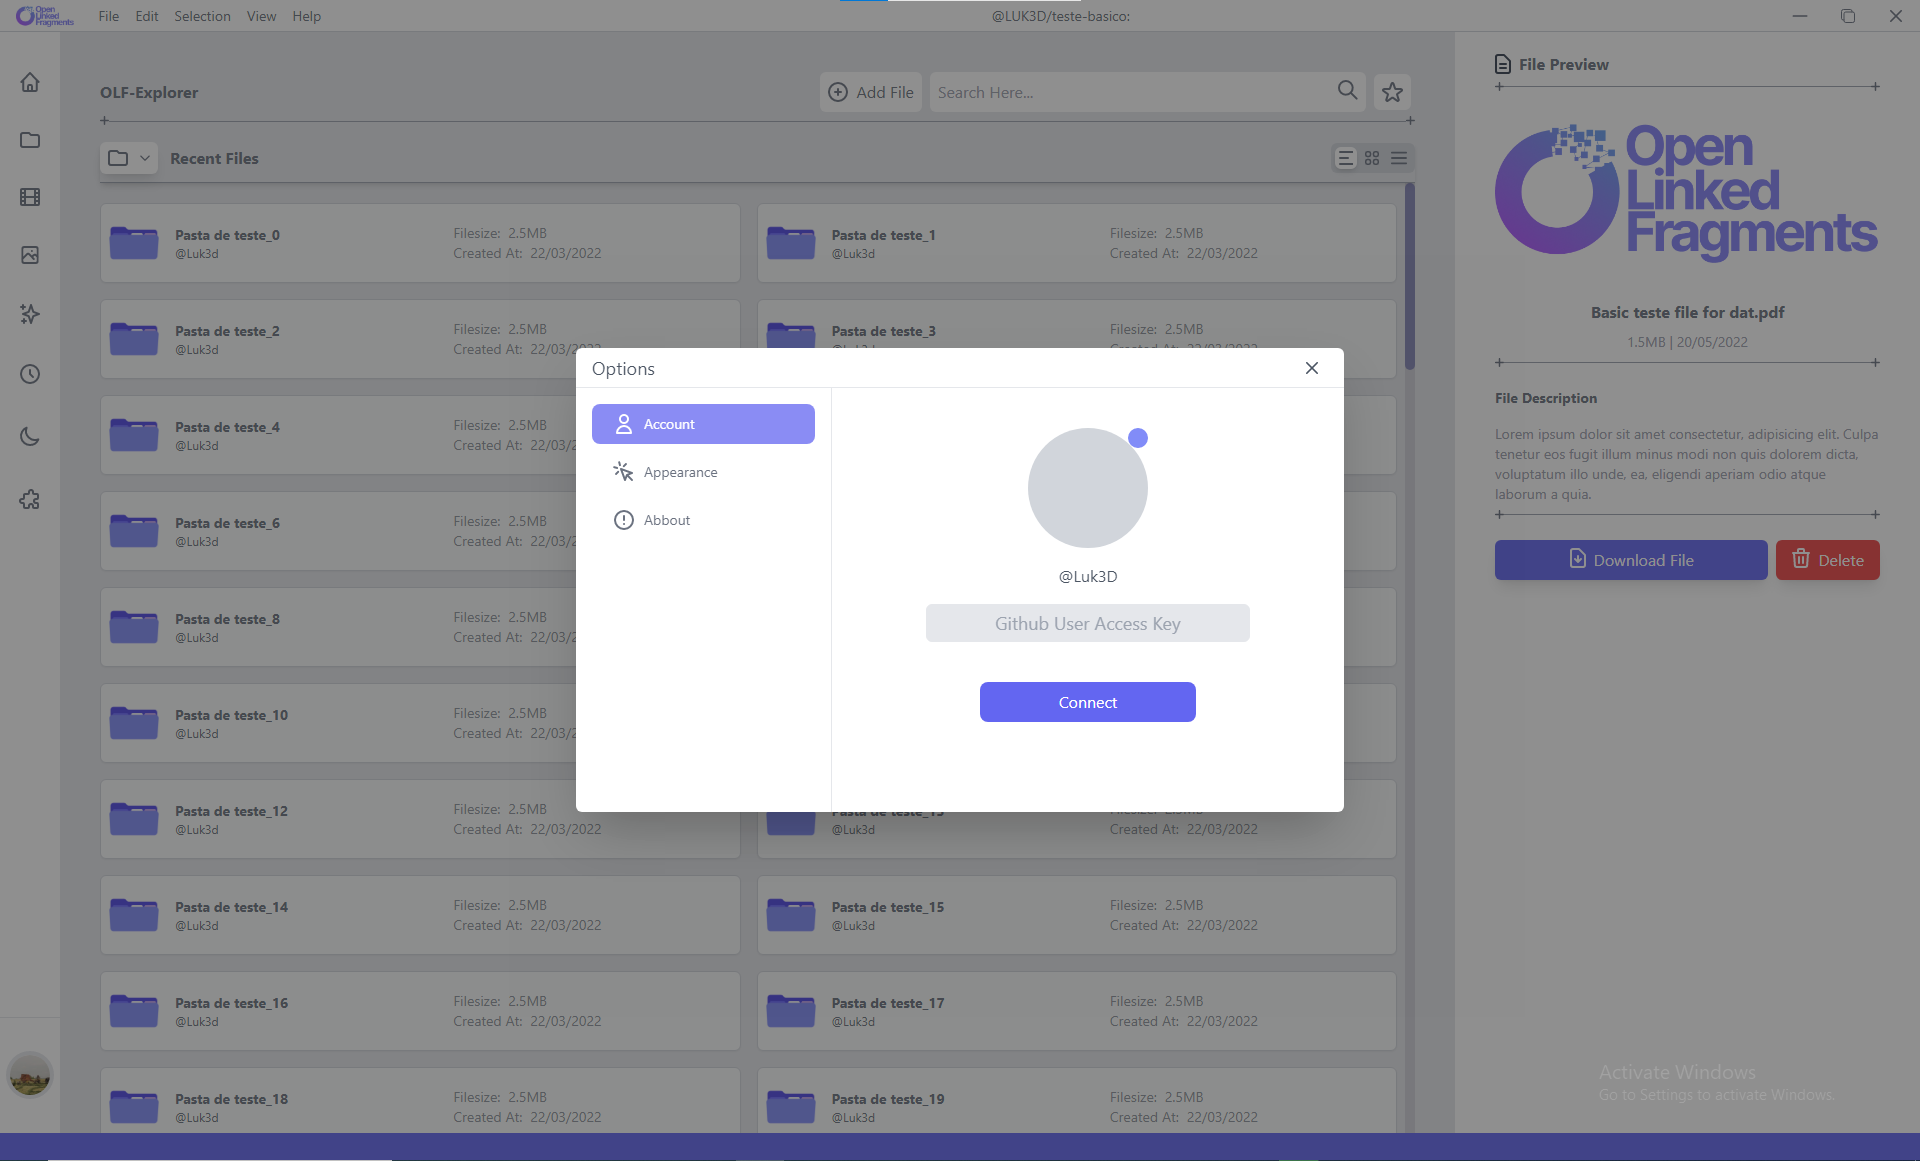 Open
Linked
Fragments
File Edit Selection View Help
@LUK3D/teste-basico:
OLF-Explorer
Add File
Search Here...
Recent Files
Pasta de teste_0
@Luk3d
Filesize: 2.5MB
Created At: 22/03/2022
Pasta de teste_1
@Luk3d
Filesize: 2.5MB
Created At: 22/03/2022
Pasta de teste_2
@Luk3d
Filesize: 2.5MB
Created At: 22/03/2
Pasta de teste_3
Filesize: 2.5MB
Pasta de teste_4
@Luk3d
Filesize: 2.5MB
Created At: 22/03/2
Pasta de teste_6
@Luk3d
Filesize: 2.5MB
Created At: 22/03/2
Pasta de teste_8
@Luk3d
Filesize: 2.5MB
Created At: 22/03/2
Pasta de teste_10
@Luk3d
Filesize: 2.5MB
Created At: 22/03/2
Pasta de teste_12
@Luk3d
Filesize: 2.5MB
Created At: 22/03/2022
@Luk3d
Created At: 22/03/2022
Pasta de teste_14
@Luk3d
Filesize: 2.5MB
Created At: 22/03/2022
Pasta de teste_15
@Luk3d
Filesize: 2.5MB
Created At: 22/03/2022
Pasta de teste_16
@Luk3d
Filesize: 2.5MB
Created At: 22/03/2022
Pasta de teste_17
@Luk3d
Filesize: 2.5MB
Created At: 22/03/2022
Pasta de teste_18
@Luk3d
Filesize: 2.5MB
Created At: 22/03/2022
Pasta de teste_19
@Luk3d
Filesize: 2.5MB
Created At: 22/03/2022
Options
Account
Appearance
Abbout
@Luk3D
Github User Access Key
Connect
File Preview
Open
Linked
Fragments
Basic teste file for dat.pdf
1.5MB | 20/05/2022
File Description
Lorem ipsum dolor sit amet consectetur, adipisicing elit. Culpa
tenetur eos fugit illum minus modi non quis dolorem dicta,
voluptatum illo unde, ea, eligendi aperiam odio atque
laborum a quia.
Download File
Delete
Activate Windows
Go to Settings to activate Windows.